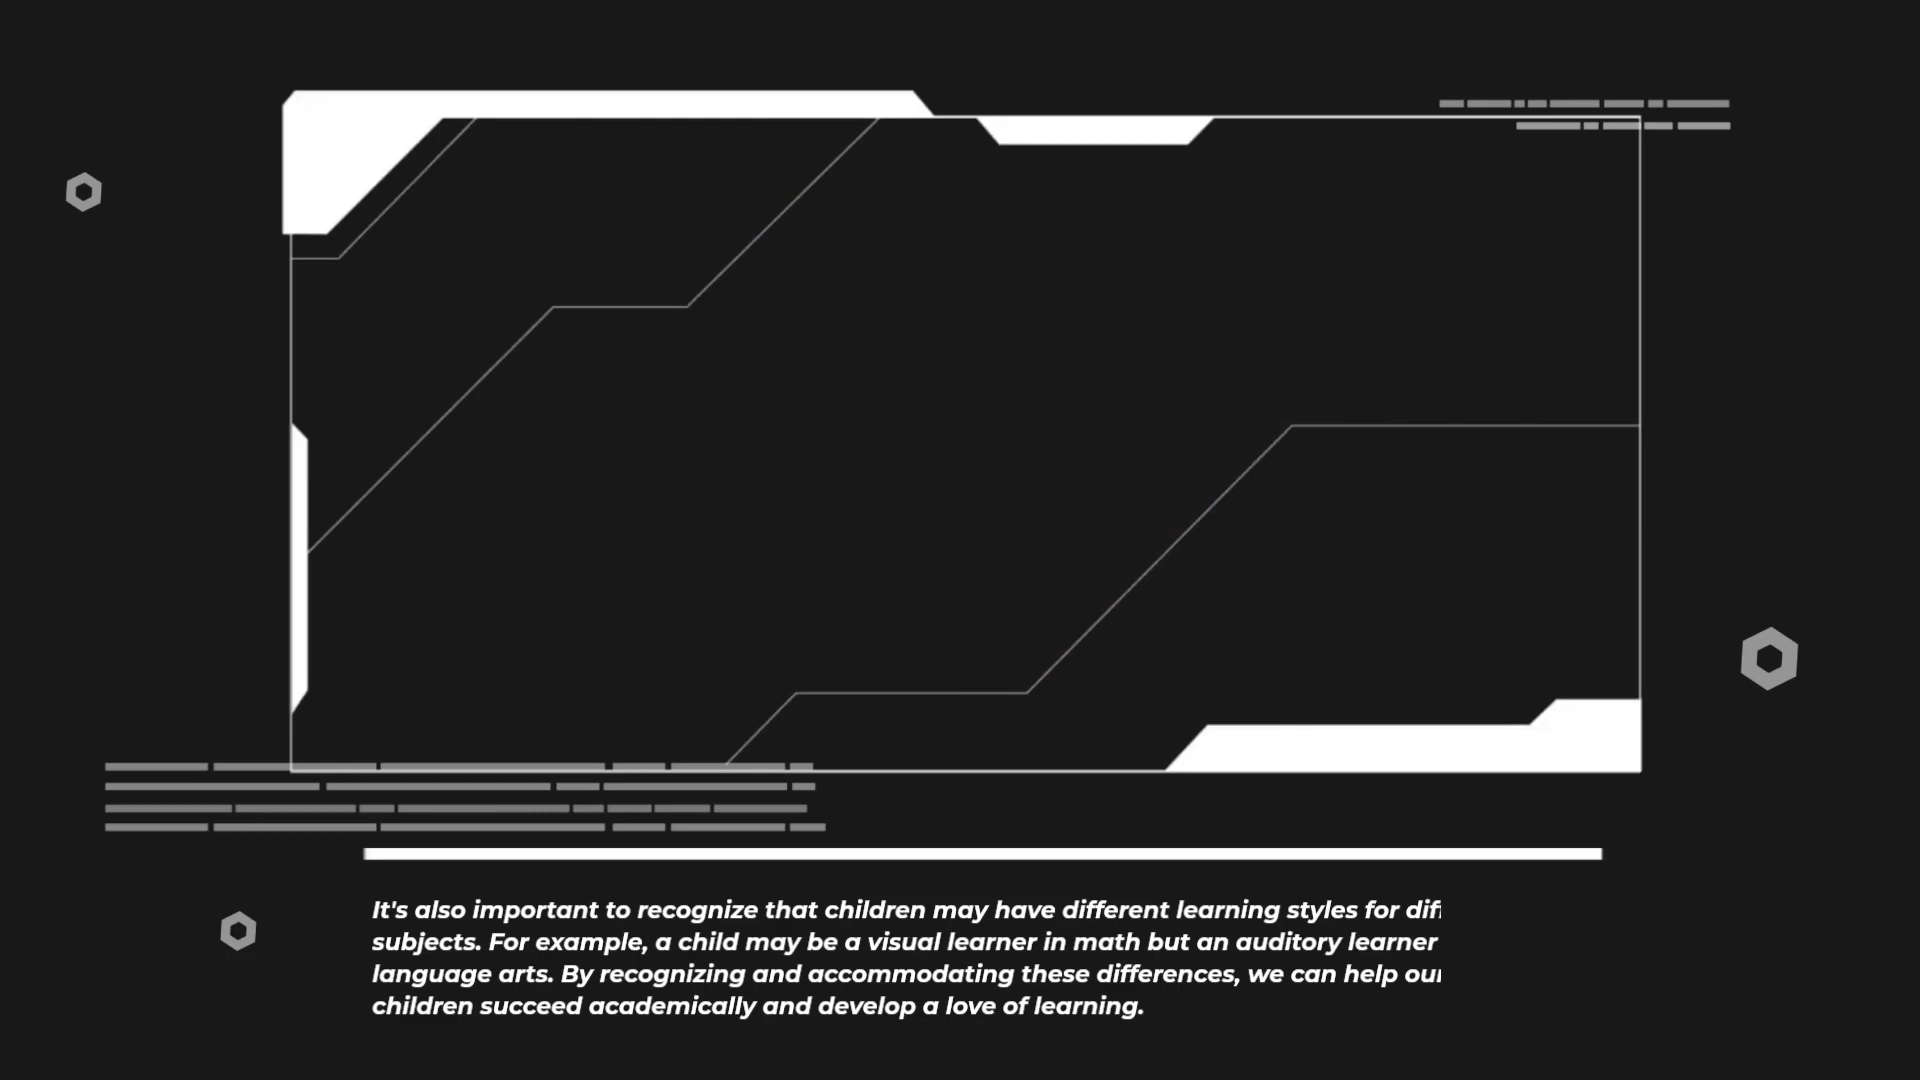 It's also important to recognize that children may have different learning styles for
subjects. For example, a child may be a visual learner in math but an auditory learner
language arts. By recognizing and accommodating these differences, we can help
children succeed academically and develop a love of learning.